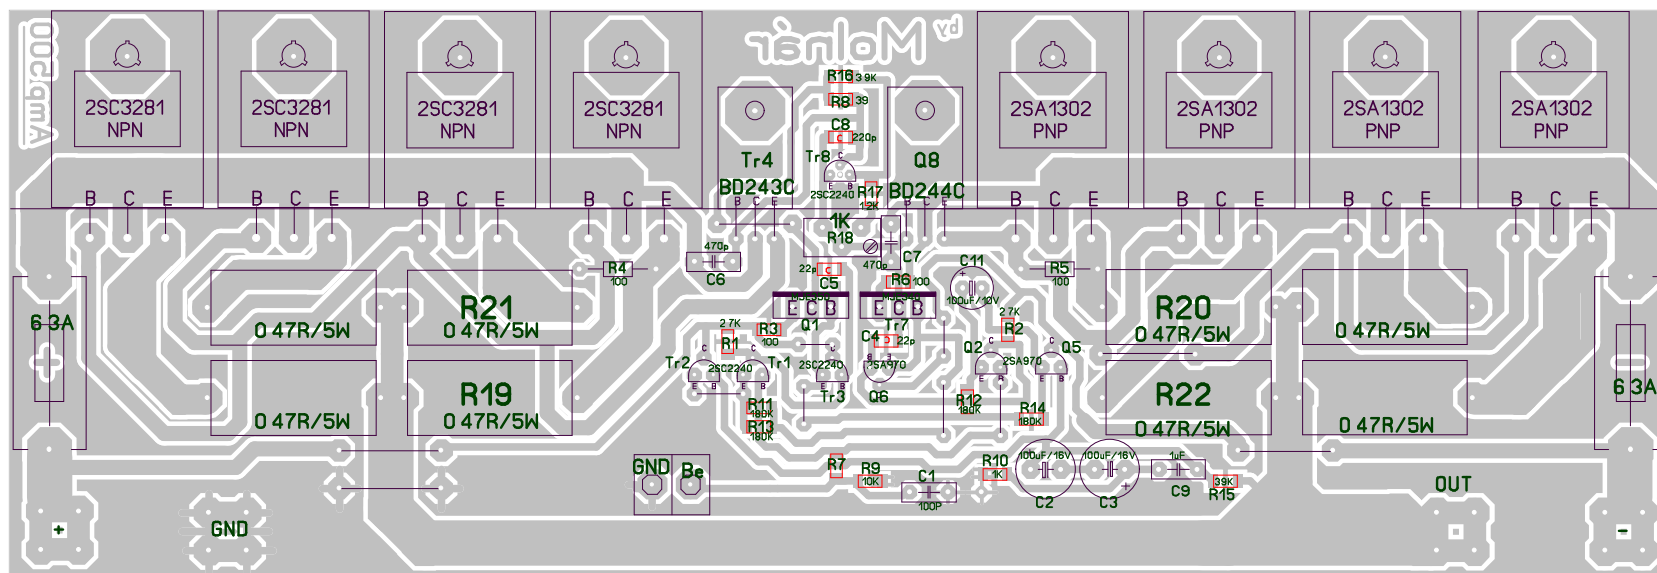 Amp.500
by Molnár
2SC3281
NPN
2SC3281
NPN
2SC3281
NPN
2SC3281
NPN
2SA1302
PNP
2SA1302
PNP
2SA1302
PNP
2SA1302
PNP
R16 3.9K
R8 39
C8
220p
Tr8
C
E B
2SC2240
Tr4
BD243C
B C E
Q8
BD244C
B C E
R17
1K
R18
B C E
B C E
B C E
B C E
B C E
B C E
B C E
B C E
470p
C6
22p
C
C5
470p
C7
R6 100
C11
+
100uF/10V
R4
100
R5
100
E C B
Q1
E C B
Tr7
6.3A
R21
0.47R/5W
0.47R/5W
R19
0.47R/5W
0.47R/5W
R20
0.47R/5W
0.47R/5W
R22
0.47R/5W
0.47R/5W
6.3A
2.7K
R1
R3
100
C4
C
22p
2.7K
R2
Tr2
C
E B
2SC2240
Tr1
C
E B
2SC2240
C
E B
Tr3
B E
2SA970
Q6
Q2
C
2SA970
E B
Q5
C
E B
R11
180K
R13
180K
R12
180K
R14
180K
GND
Be
R7
R9
10K
C1
100P
R10
1K
100uF/16V
C2
100uF/16V
+
C3
1uF
C9
39K
R15
OUT
+
GND
-